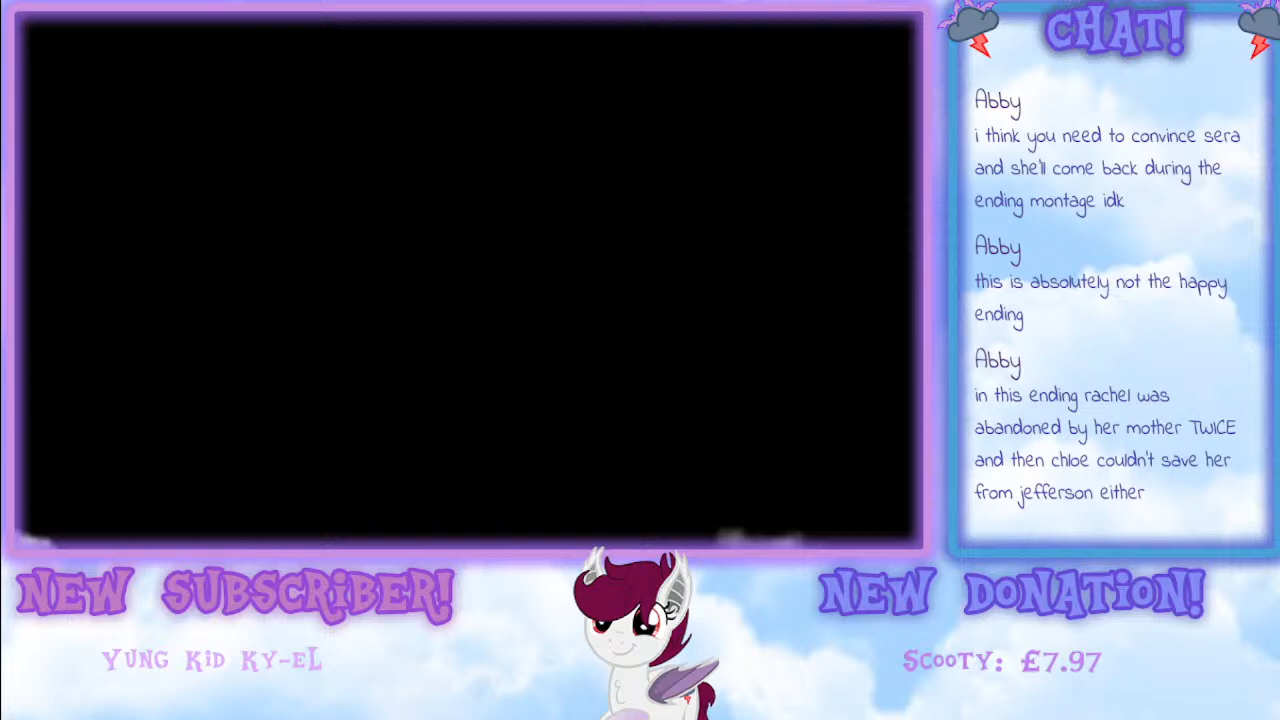 CHAT!
Abby
i think you need to convince sera
and she'll come back during the
ending montage idk
Abby
this is absolutely not the happy
ending
Abby
in this ending rachel was
abandoned by her mother TWICE
and then chloe couldn't save her
from jefferson either
NEW SUBSCRiBER!
NEW DONATiON!
YUNG KiD KY-EL
SCOOTY: £7.97